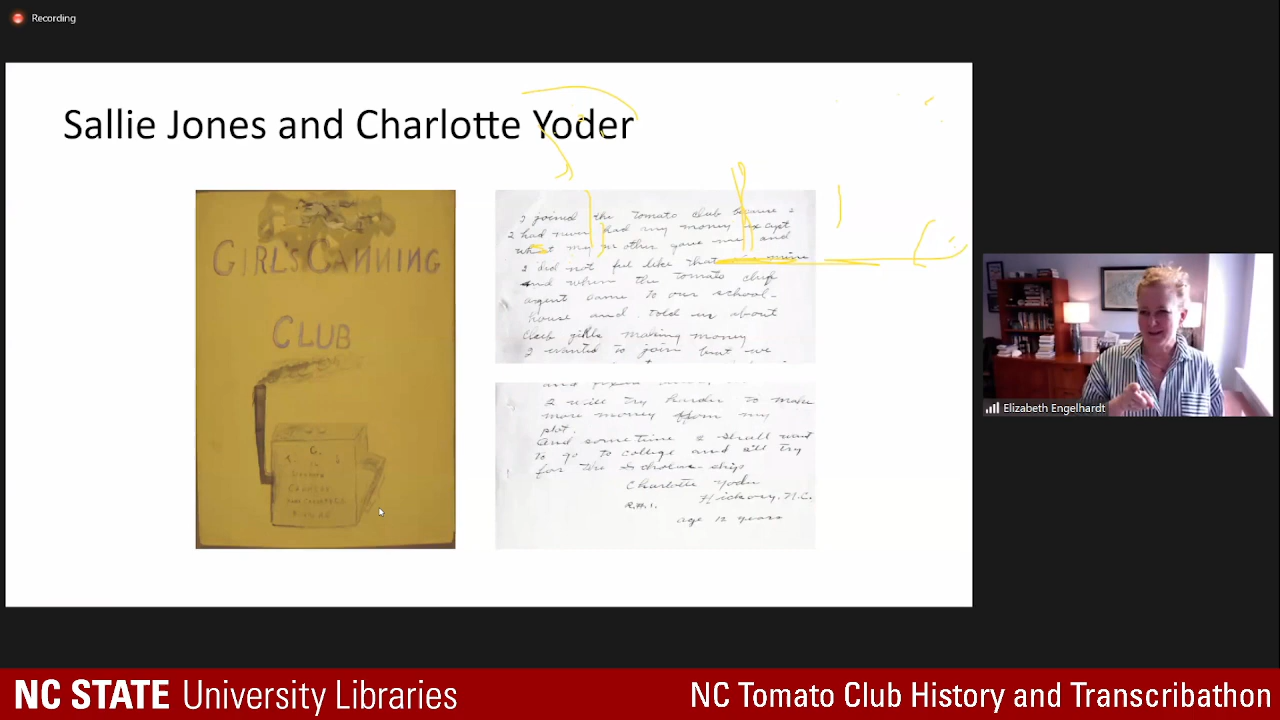 Recording
Sallie Jones and Charlotte Yoder
GIRL'S CANNING
CLUB
I joined the Tomato Club because I
had never had any money except
what my mother gave me and
I did not feel like that was mine
and when the tomato club
argent came to our school-
house and told us about
Club girls making money
I wanted to join but we
I will try harder to make
more money from my
plot.
And sometime I shall want
to go to college and will try
for the scholar-ship
Charlotte Yoder
Hickory, N.C.
R.#1.
age 12 years
Elizabeth Engelhardt
NC STATE University Libraries
NC Tomato Club History and Transcribathon